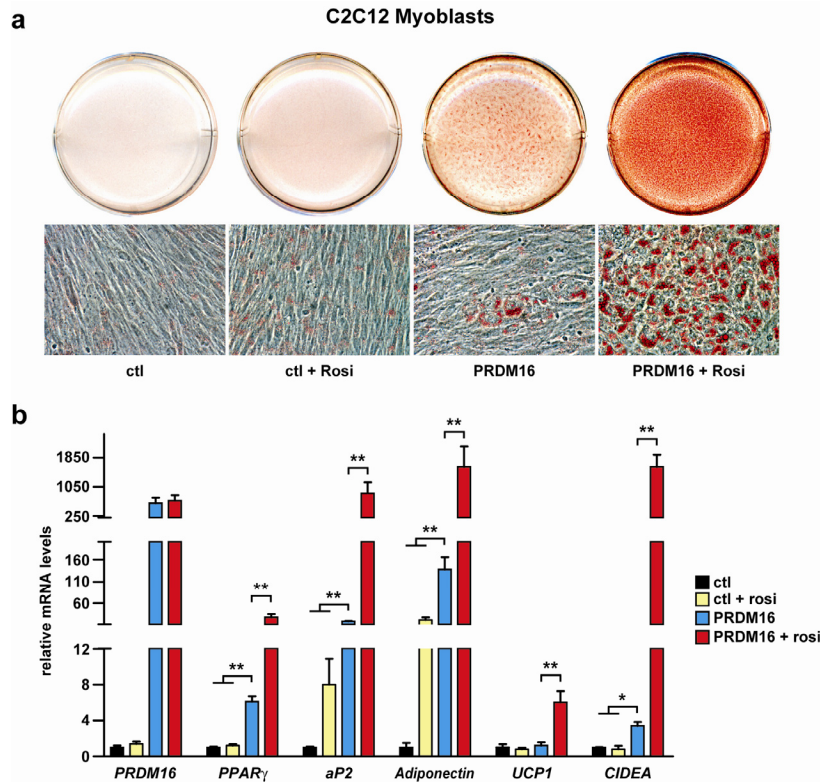 a
C2C12 Myoblasts
ctl
ctl + Rosi
PRDM16
PRDM16 + Rosi
b
relative mRNA levels
1850
1050
250
160
110
60
12
8
4
0
**
**
**
**
**
**
**
**
*
**
ctl
ctl + rosi
PRDM16
PRDM16 + rosi
PRDM16 PPARγ aP2 Adiponectin UCP1 CIDEA